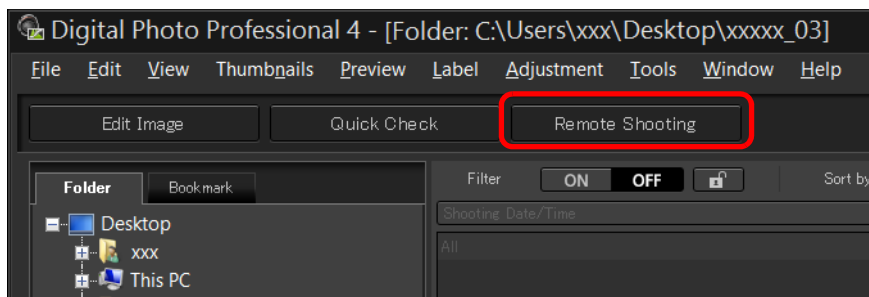 Digital Photo Professional 4 - [Folder: C:\Users\xxx\Desktop\xxxxx_03]
File Edit View Thumbnails Preview Label Adjustment Tools Window Help
Edit Image Quick Check Remote Shooting
Folder Bookmark
Filter ON OFF Sort by
Shooting Date/Time
All
Desktop
xxx
This PC